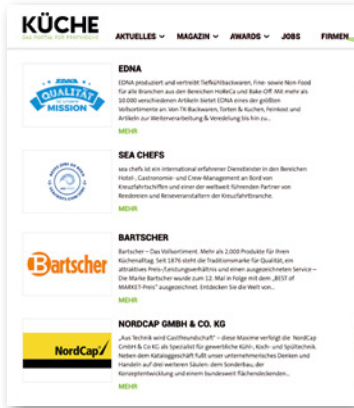 KÜCHE
DAS PORTAL FÜR PROFIKÖCHE
AKTUELLES MAGAZIN AWARDS JOBS FIRMEN
EDNA
QUALITÄT
MISSION
EDNA produziert und vertreibt Tiefkühlbackwaren, Fine- sowie Non-Food
für alle Branchen aus den Bereichen HoReCa und Bake-Off. Mit mehr als
10.000 verschiedenen Artikeln bietet EDNA eines der größten
Vollsortimente an. Von TK-Backwaren, Torten & Kuchen, Feinkost und
Artikeln zur Weiterverarbeitung & Veredelung bis hin zu...
MEHR
SEA CHEFS
sea chefs ist ein international erfahrener Dienstleister in den Bereichen
Hotel-, Gastronomie- und Crew-Management an Bord von
Kreuzfahrtschiffen und einer der weltweit führenden Partner von
Reedereien und Reiseveranstaltern der Kreuzfahrtbranche.
MEHR
BARTSCHER
Bartscher
Bartscher – Das Vollsortiment. Mehr als 2.000 Produkte für Ihren
Küchenalltag. Seit 1876 steht die Traditionsmarke für Qualität, ein
attraktives Preis-/Leistungsverhältnis und einen ausgezeichneten Service –
Die Marke Bartscher wurde zum 12. Mal in Folge mit dem „BEST of
MARKET-Preis" ausgezeichnet. Entdecken Sie die Welt von...
MEHR
NORDCAP GMBH & CO. KG
NordCap
„Aus Technik wird Gastfreundschaft" – diese Maxime verfolgt die NordCap
GmbH & Co KG als Spezialist für gewerbliche Kühl-, Koch- und Spültechnik.
Neben dem Kataloggeschäft fußt unser unternehmerisches Denken und
Handeln auf drei weiteren Säulen: dem Sonderbau, der
Konzeptentwicklung und einem bundesweit flächendeckenden...
MEHR